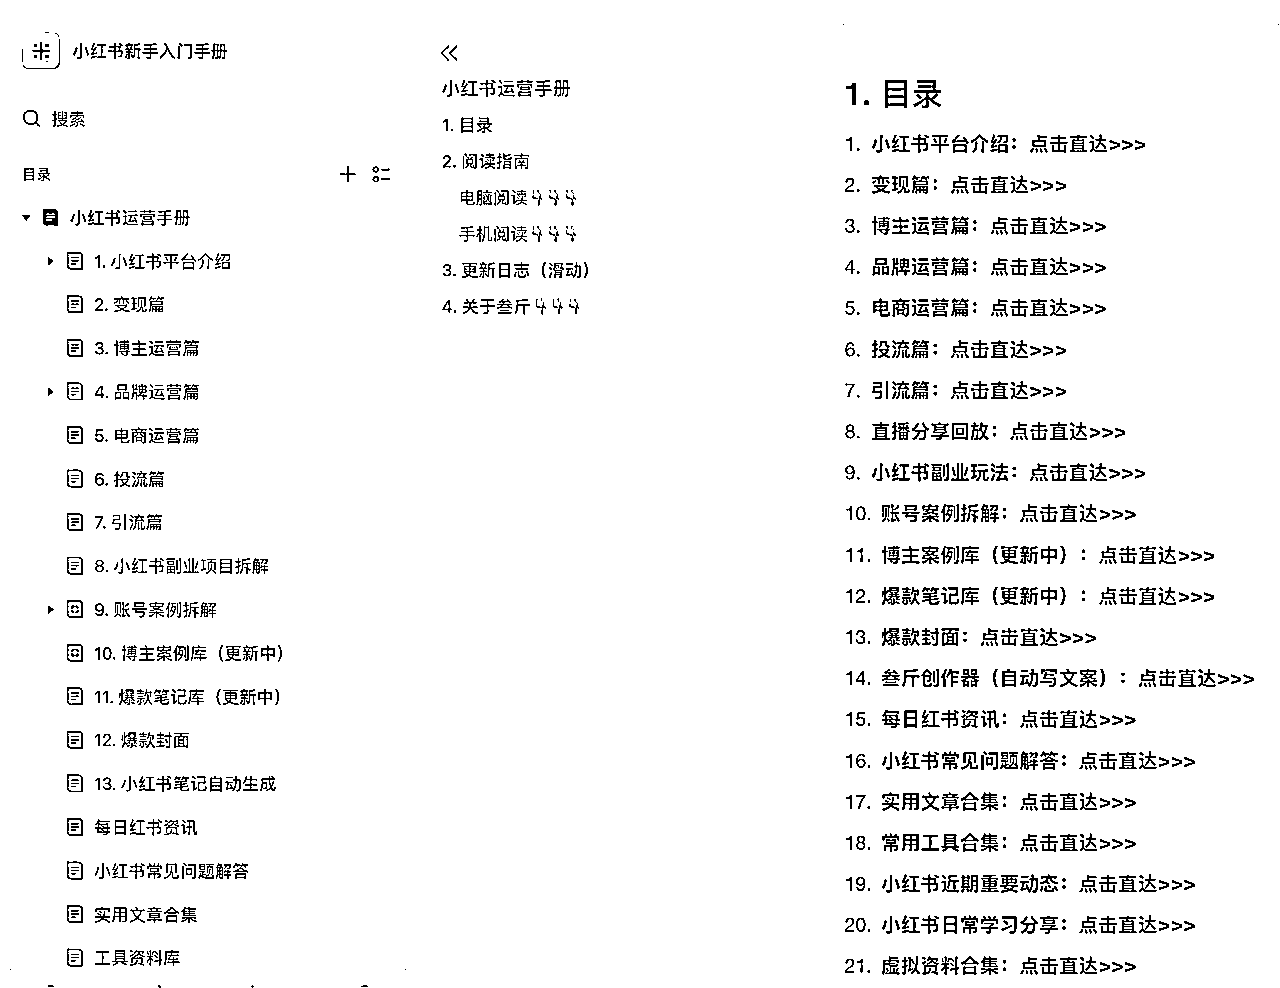 小红书新手入门手册
搜索
目录
小红书运营手册
1. 小红书平台介绍
2. 变现篇
3. 博主运营篇
4. 品牌运营篇
5. 电商运营篇
6. 投流篇
7. 引流篇
8. 小红书副业项目拆解
9. 账号案例拆解
10. 博主案例库（更新中）
11. 爆款笔记库（更新中）
12. 爆款封面
13. 小红书笔记自动生成
每日红书资讯
小红书常见问题解答
实用文章合集
工具资料库
小红书运营手册
1. 目录
2. 阅读指南
电脑阅读👇👇👇
手机阅读👇👇👇
3. 更新日志（滑动）
4. 关于叁斤👇👇👇
1. 目录
1. 小红书平台介绍：点击直达>>>
2. 变现篇：点击直达>>>
3. 博主运营篇：点击直达>>>
4. 品牌运营篇：点击直达>>>
5. 电商运营篇：点击直达>>>
6. 投流篇：点击直达>>>
7. 引流篇：点击直达>>>
8. 直播分享回放：点击直达>>>
9. 小红书副业玩法：点击直达>>>
10. 账号案例拆解：点击直达>>>
11. 博主案例库（更新中）：点击直达>>>
12. 爆款笔记库（更新中）：点击直达>>>
13. 爆款封面：点击直达>>>
14. 叁斤创作器（自动写文案）：点击直达>>>
15. 每日红书资讯：点击直达>>>
16. 小红书常见问题解答：点击直达>>>
17. 实用文章合集：点击直达>>>
18. 常用工具合集：点击直达>>>
19. 小红书近期重要动态：点击直达>>>
20. 小红书日常学习分享：点击直达>>>
21. 虚拟资料合集：点击直达>>>